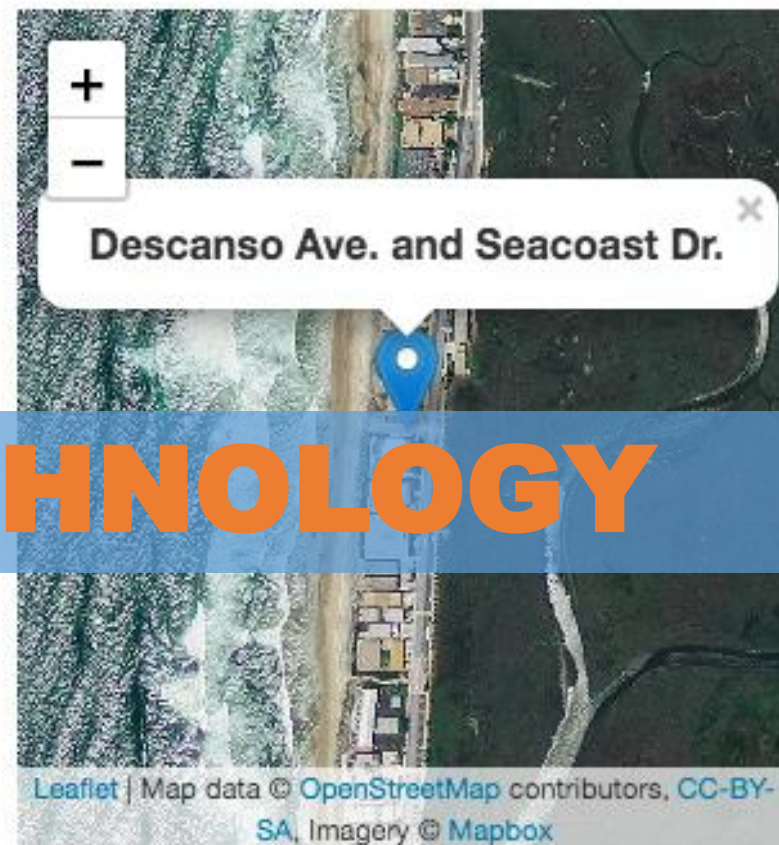 +
−
×
Descanso Ave. and Seacoast Dr.
HNOLOGY
Leaflet | Map data © OpenStreetMap contributors, CC-BY-
SA, Imagery © Mapbox